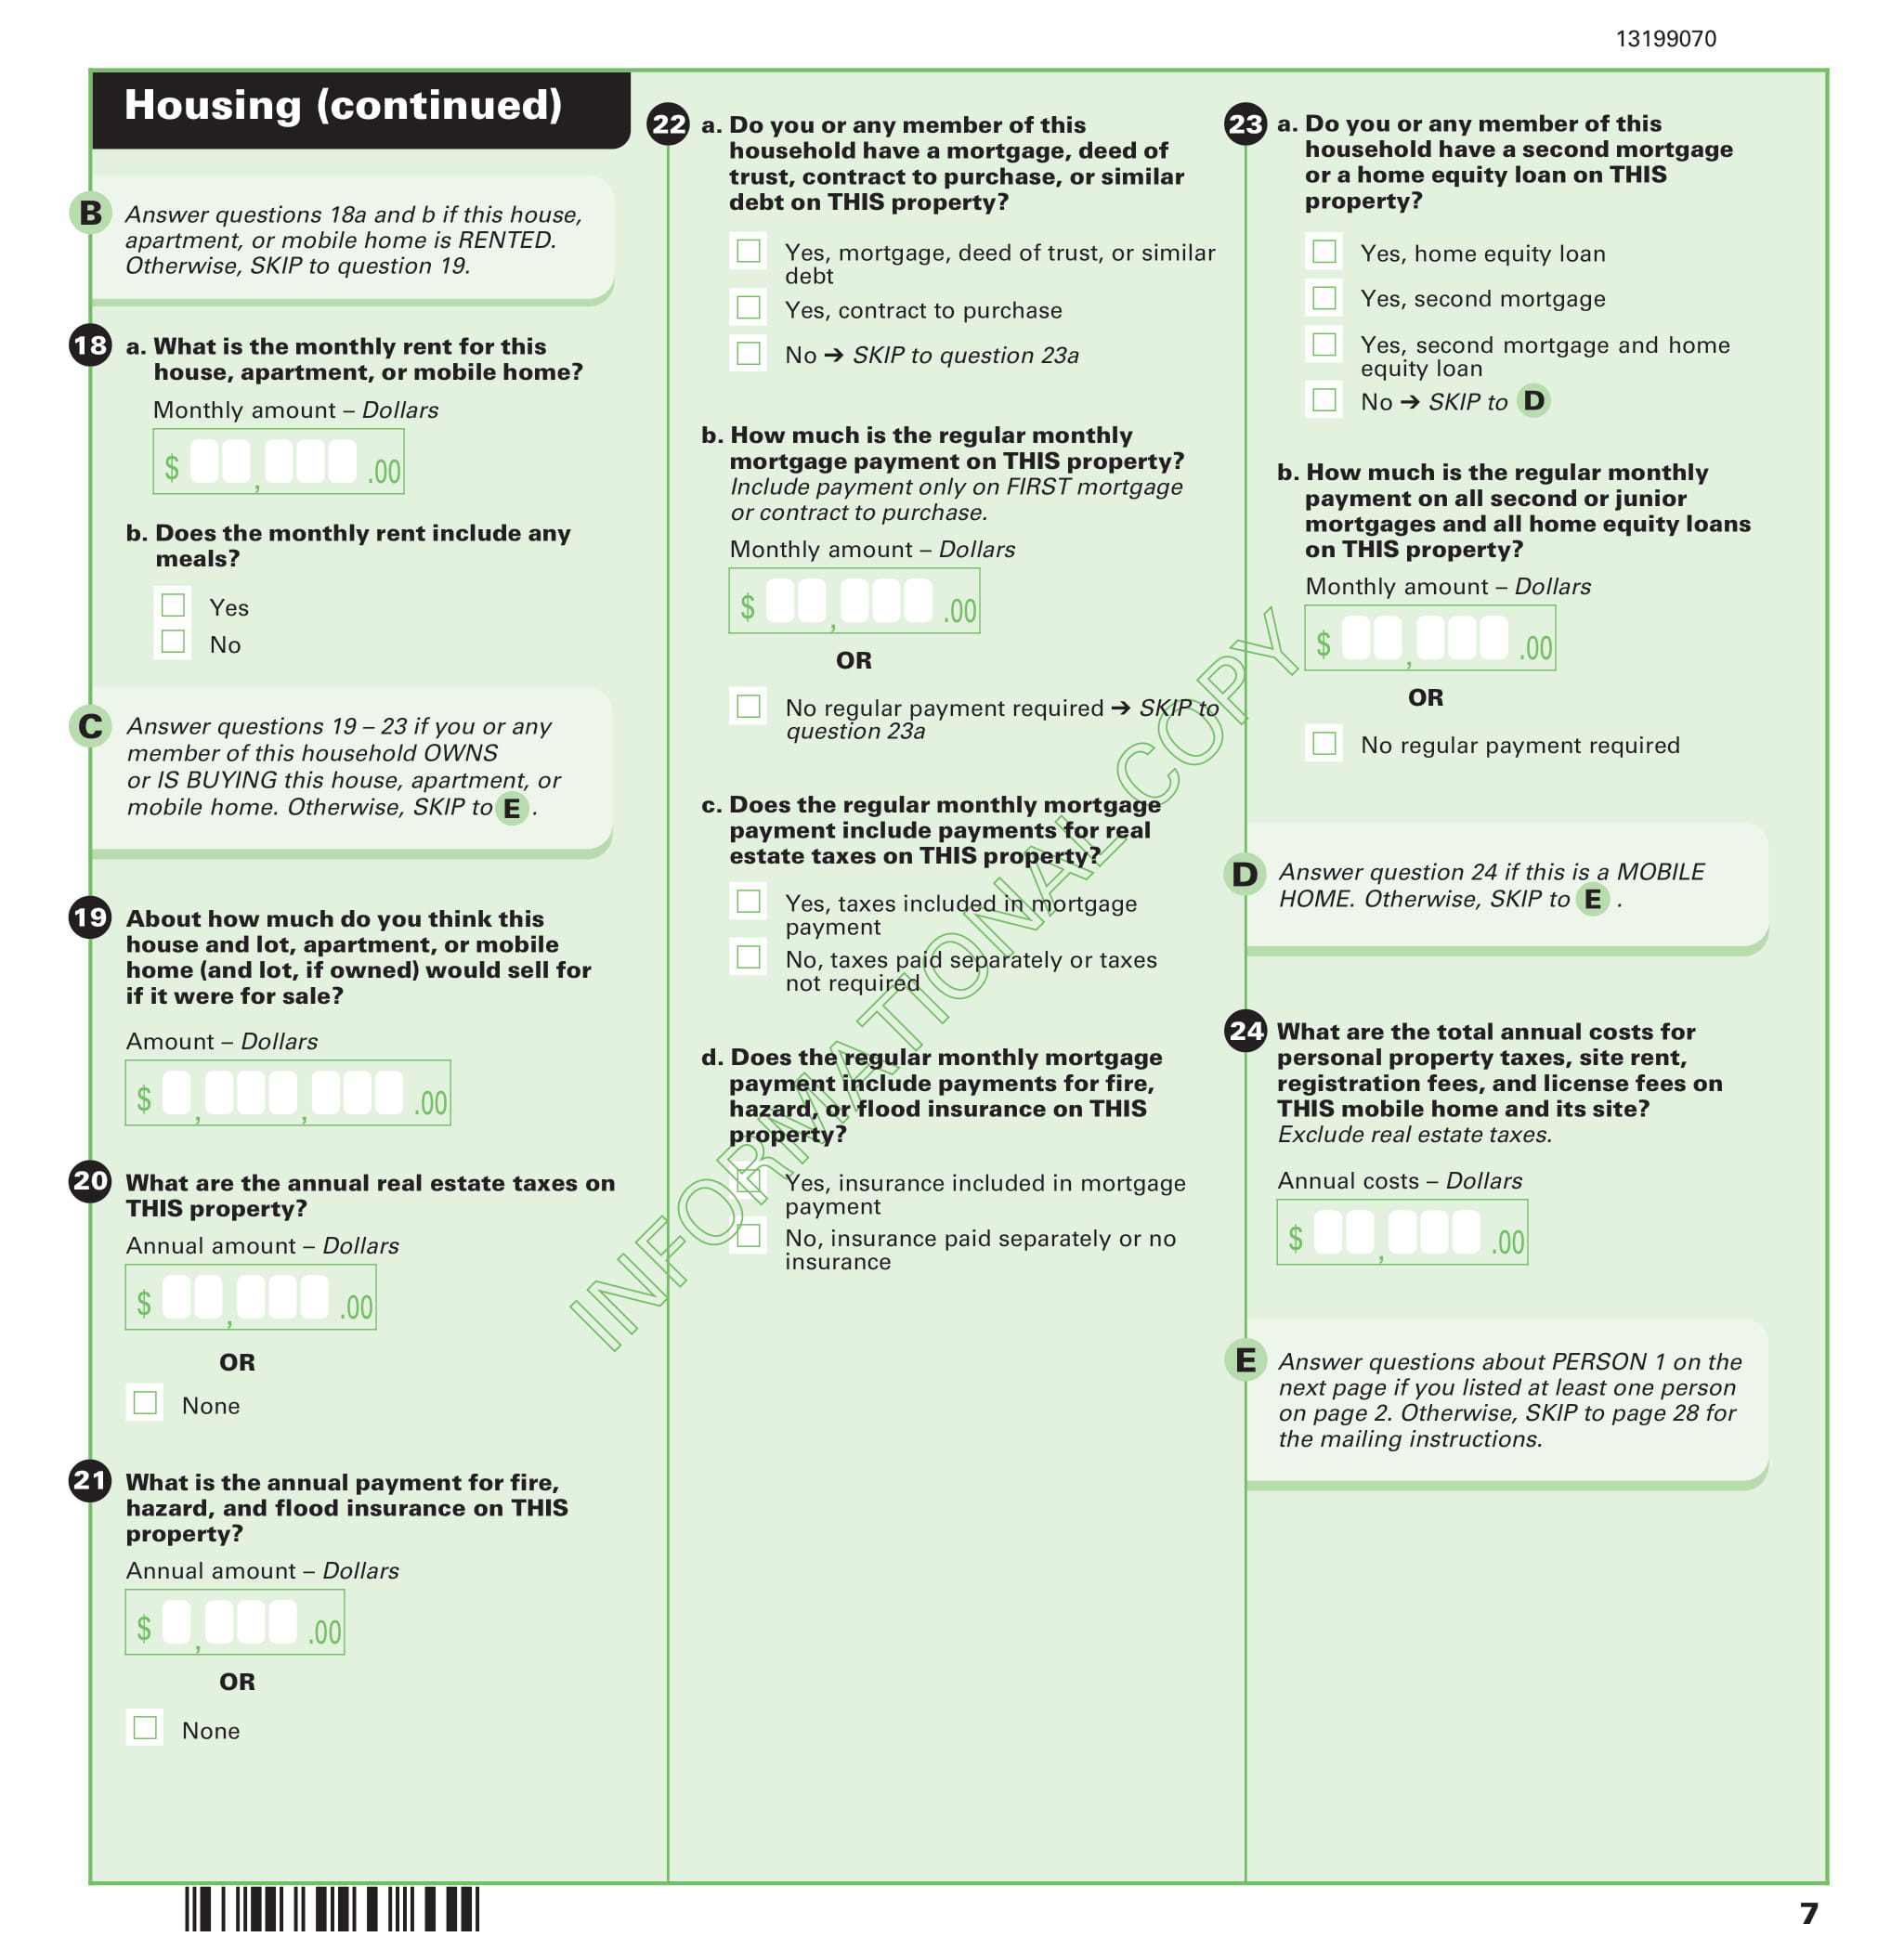 13199070
Housing (continued)
B
Answer questions 18a and b if this house,
apartment, or mobile home is RENTED.
Otherwise, SKIP to question 19.
18
a. What is the monthly rent for this
house, apartment, or mobile home?
Monthly amount – Dollars
$ , .00
b. Does the monthly rent include any
meals?
Yes
No
C
Answer questions 19 – 23 if you or any
member of this household OWNS
or IS BUYING this house, apartment, or
mobile home. Otherwise, SKIP to E .
19
About how much do you think this
house and lot, apartment, or mobile
home (and lot, if owned) would sell for
if it were for sale?
Amount – Dollars
$ , , .00
20
What are the annual real estate taxes on
THIS property?
Annual amount – Dollars
$ , .00
OR
None
21
What is the annual payment for fire,
hazard, and flood insurance on THIS
property?
Annual amount – Dollars
$ , .00
OR
None
22
a. Do you or any member of this
household have a mortgage, deed of
trust, contract to purchase, or similar
debt on THIS property?
Yes, mortgage, deed of trust, or similar
debt
Yes, contract to purchase
No ➔ SKIP to question 23a
b. How much is the regular monthly
mortgage payment on THIS property?
Include payment only on FIRST mortgage
or contract to purchase.
Monthly amount – Dollars
$ , .00
OR
No regular payment required ➔ SKIP to
question 23a
c. Does the regular monthly mortgage
payment include payments for real
estate taxes on THIS property?
Yes, taxes included in mortgage
payment
No, taxes paid separately or taxes
not required
d. Does the regular monthly mortgage
payment include payments for fire,
hazard, or flood insurance on THIS
property?
Yes, insurance included in mortgage
payment
No, insurance paid separately or no
insurance
INFORMATIONAL COPY
23
a. Do you or any member of this
household have a second mortgage
or a home equity loan on THIS
property?
Yes, home equity loan
Yes, second mortgage
Yes, second mortgage and home
equity loan
No ➔ SKIP to D
b. How much is the regular monthly
payment on all second or junior
mortgages and all home equity loans
on THIS property?
Monthly amount – Dollars
$ , .00
OR
No regular payment required
D
Answer question 24 if this is a MOBILE
HOME. Otherwise, SKIP to E .
24
What are the total annual costs for
personal property taxes, site rent,
registration fees, and license fees on
THIS mobile home and its site?
Exclude real estate taxes.
Annual costs – Dollars
$ , .00
E
Answer questions about PERSON 1 on the
next page if you listed at least one person
on page 2. Otherwise, SKIP to page 28 for
the mailing instructions.
7